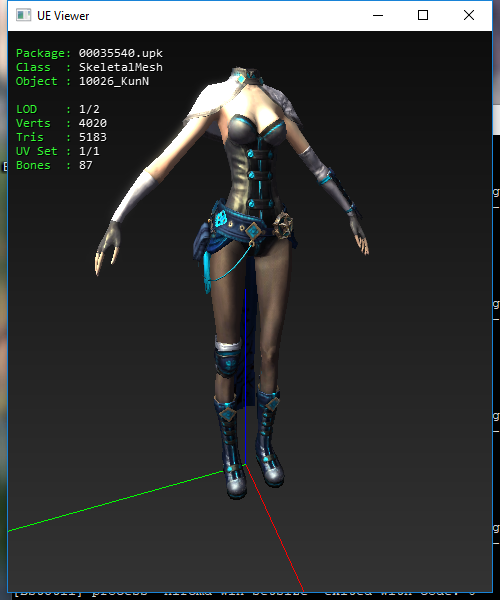 UE Viewer
Package: 00035540.upk
Class : SkeletalMesh
Object : 10026_KunN
LOD : 1/2
Verts : 4020
Tris : 5183
UV Set : 1/1
Bones : 87